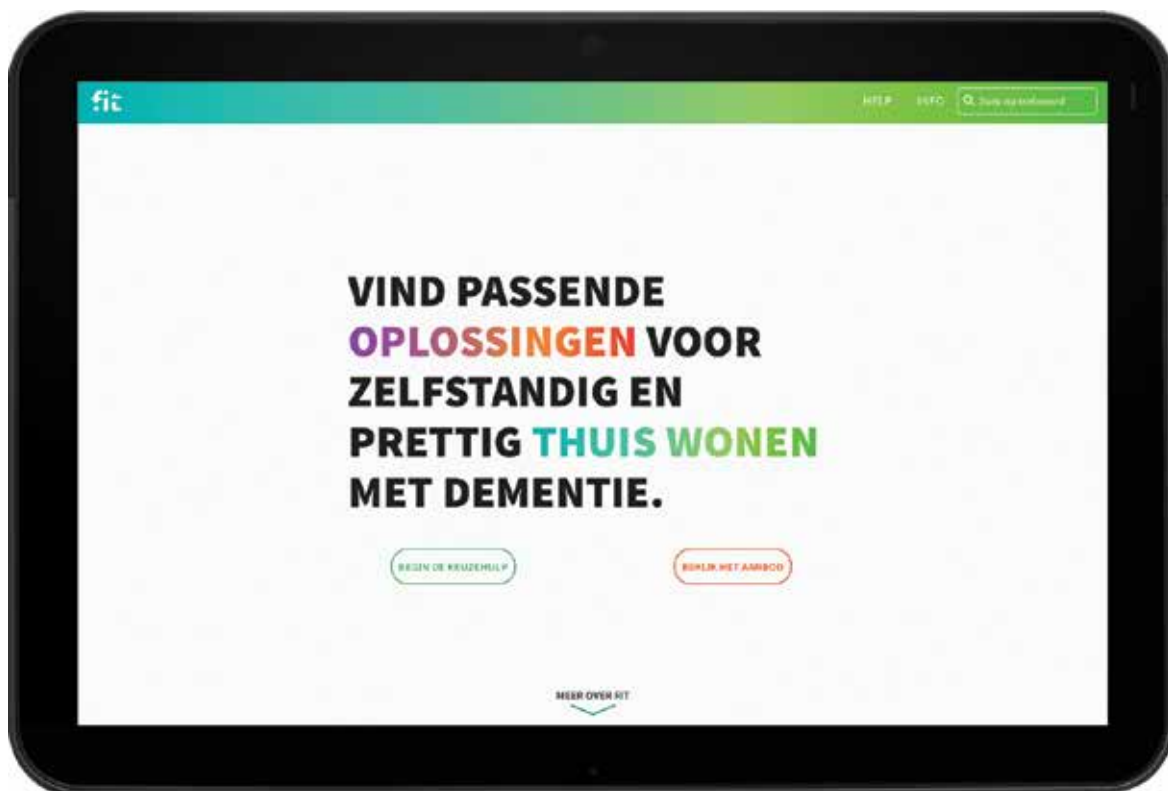 fit
HELP INFO
VIND PASSENDE
OPLOSSINGEN VOOR
ZELFSTANDIG EN
PRETTIG THUIS WONEN
MET DEMENTIE.
BEGIN DE KEUZEHULP
BEKIJK HET AANBOD
MEER OVER FIT